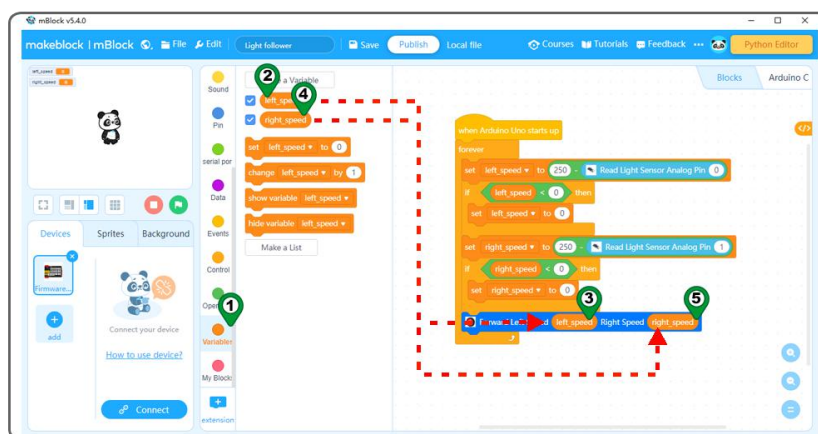 mBlock v5.4.0
makeblock | mBlock File Edit Light follower Save Publish Local file Courses Tutorials Feedback ••• Python Editor
left_speed 0
right_speed 0
Sound
Pin
serial por
Data
Events
Control
Variables
My Blocks
extension
a Variable
2
left_sp
4
right_speed
set left_speed to 0
change left_speed by 1
show variable left_speed
hide variable left_speed
Make a List
Blocks Arduino C
</>
when Arduino Uno starts up
forever
set left_speed to 250 - Read Light Sensor Analog Pin 0
if left_speed < 0 then
set left_speed to 0
set right_speed to 250 - Read Light Sensor Analog Pin 1
if right_speed < 0 then
set right_speed to 0
3
5
Forward left_speed Right Speed right_speed
1
Devices Sprites Background
Firmware...
add
Connect your device
How to use device?
Connect